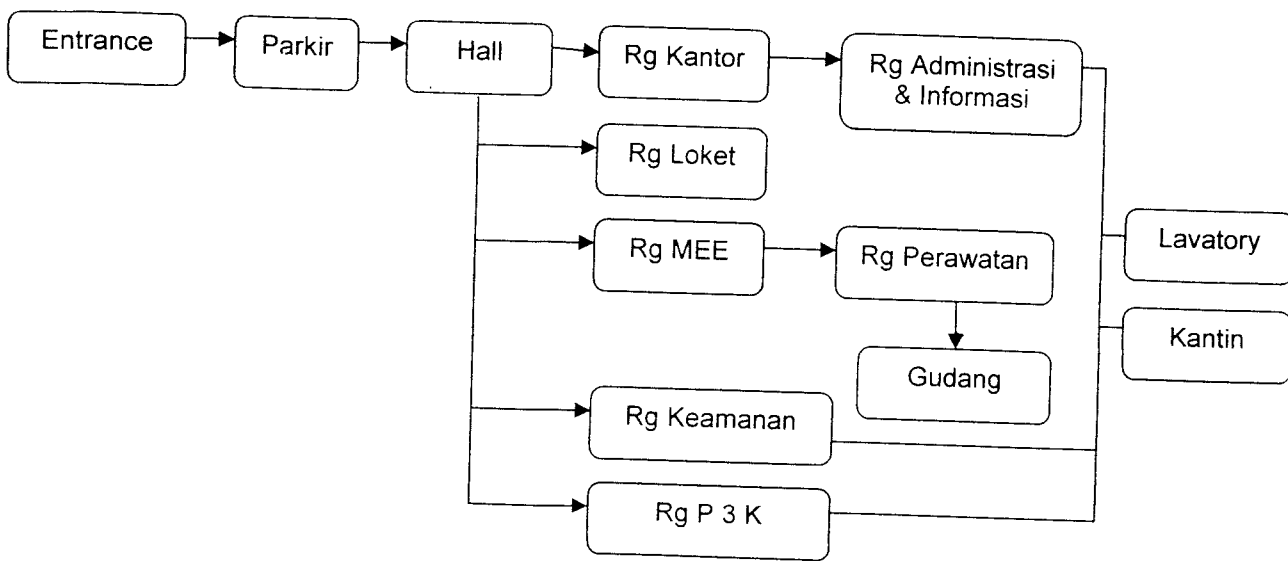 Entrance
Parkir
Hall
Rg Kantor
Rg Administrasi
& Informasi
Rg Loket
Rg MEE
Rg Perawatan
Lavatory
Kantin
Gudang
Rg Keamanan
Rg P 3 K